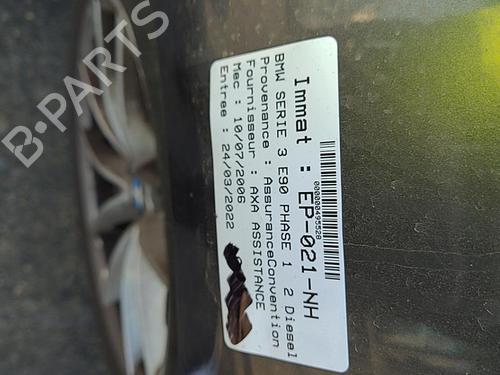 Immat : EP-021-NH
000000495528
BMW SERIE 3 E90 PHASE 1 2 Diesel
Provenance : AssuranceConvention
Fournisseur : AXA ASSISTANCE
Mec : 10/07/2006
Entree : 24/03/2022
B-PARTS